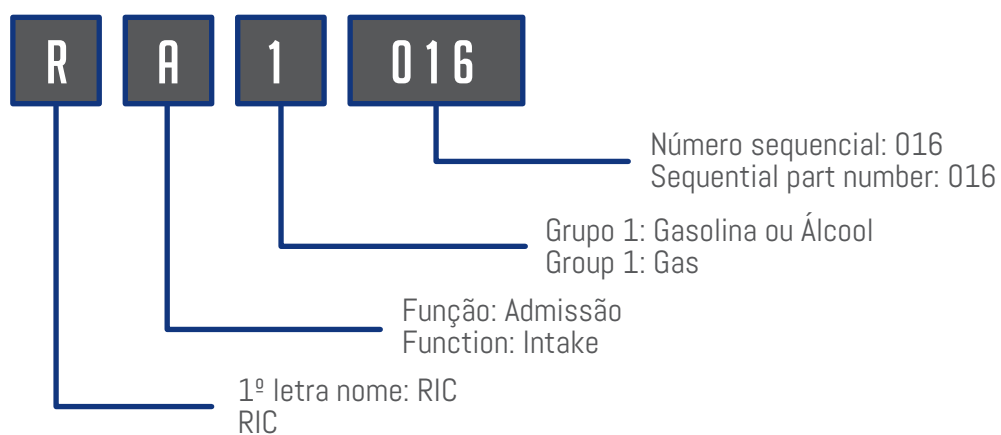 R A 1 016
Número sequencial: 016
Sequential part number: 016
Grupo 1: Gasolina ou Álcool
Group 1: Gas
Função: Admissão
Function: Intake
1º letra nome: RIC
RIC